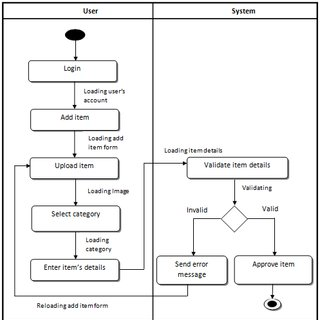 User
System
Login
Loading user's
account
Add item
Loading add
item form
Loading item details
Upload item
Validate item details
Loading Image
Validating
Select category
Invalid
Valid
Loading
category
Enter item's details
Send error
message
Approve item
Reloading add item form